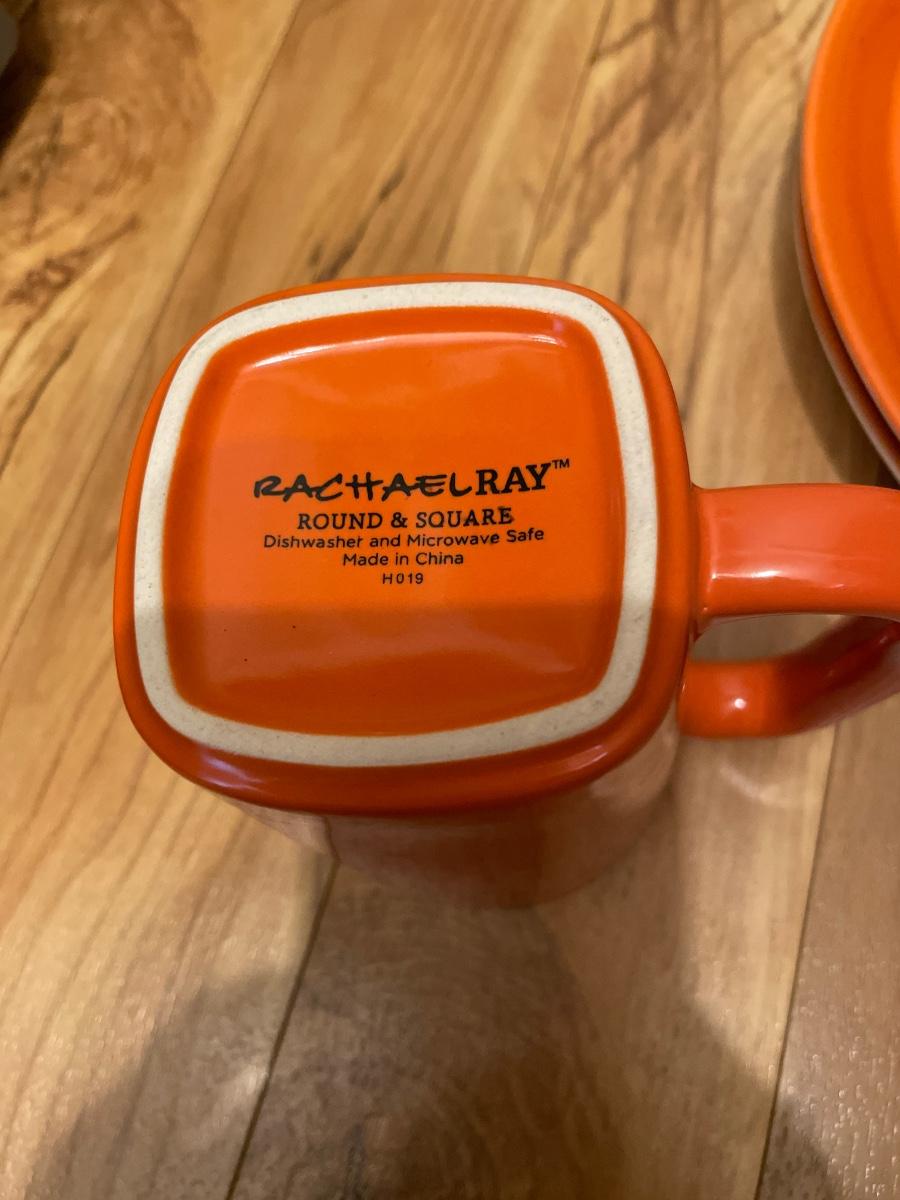 RACHAELRAY™
ROUND & SQUARE
Dishwasher and Microwave Safe
Made in China
H019